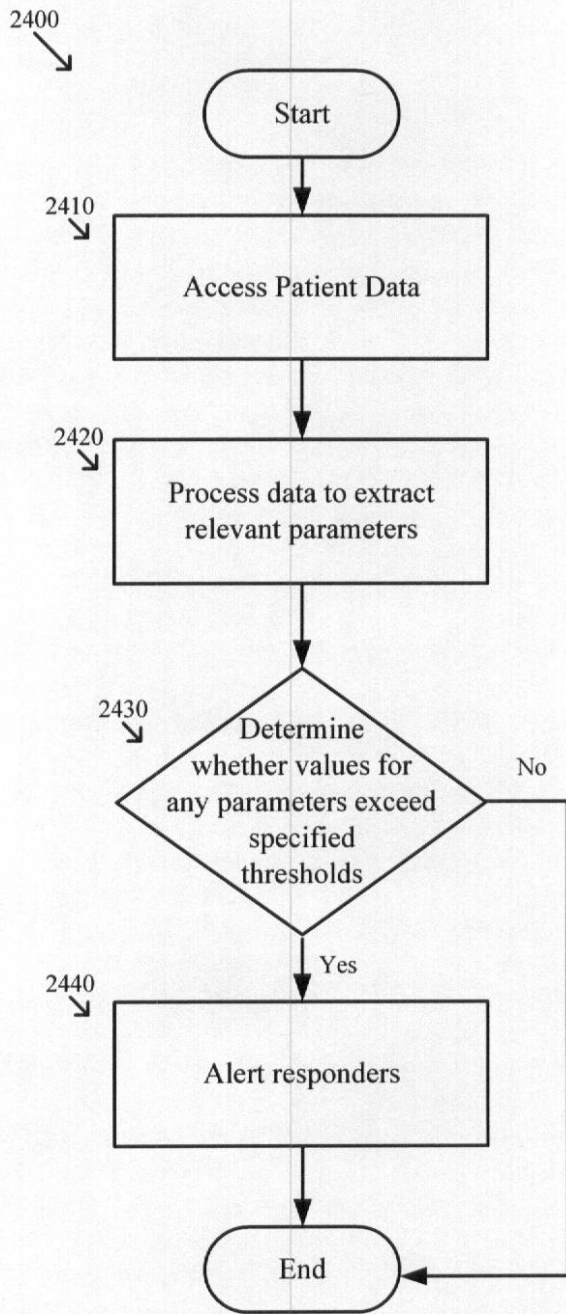 2400
Start
2410
Access Patient Data
2420
Process data to extract
relevant parameters
2430
Determine
whether values for
any parameters exceed
specified
thresholds
No
Yes
2440
Alert responders
End